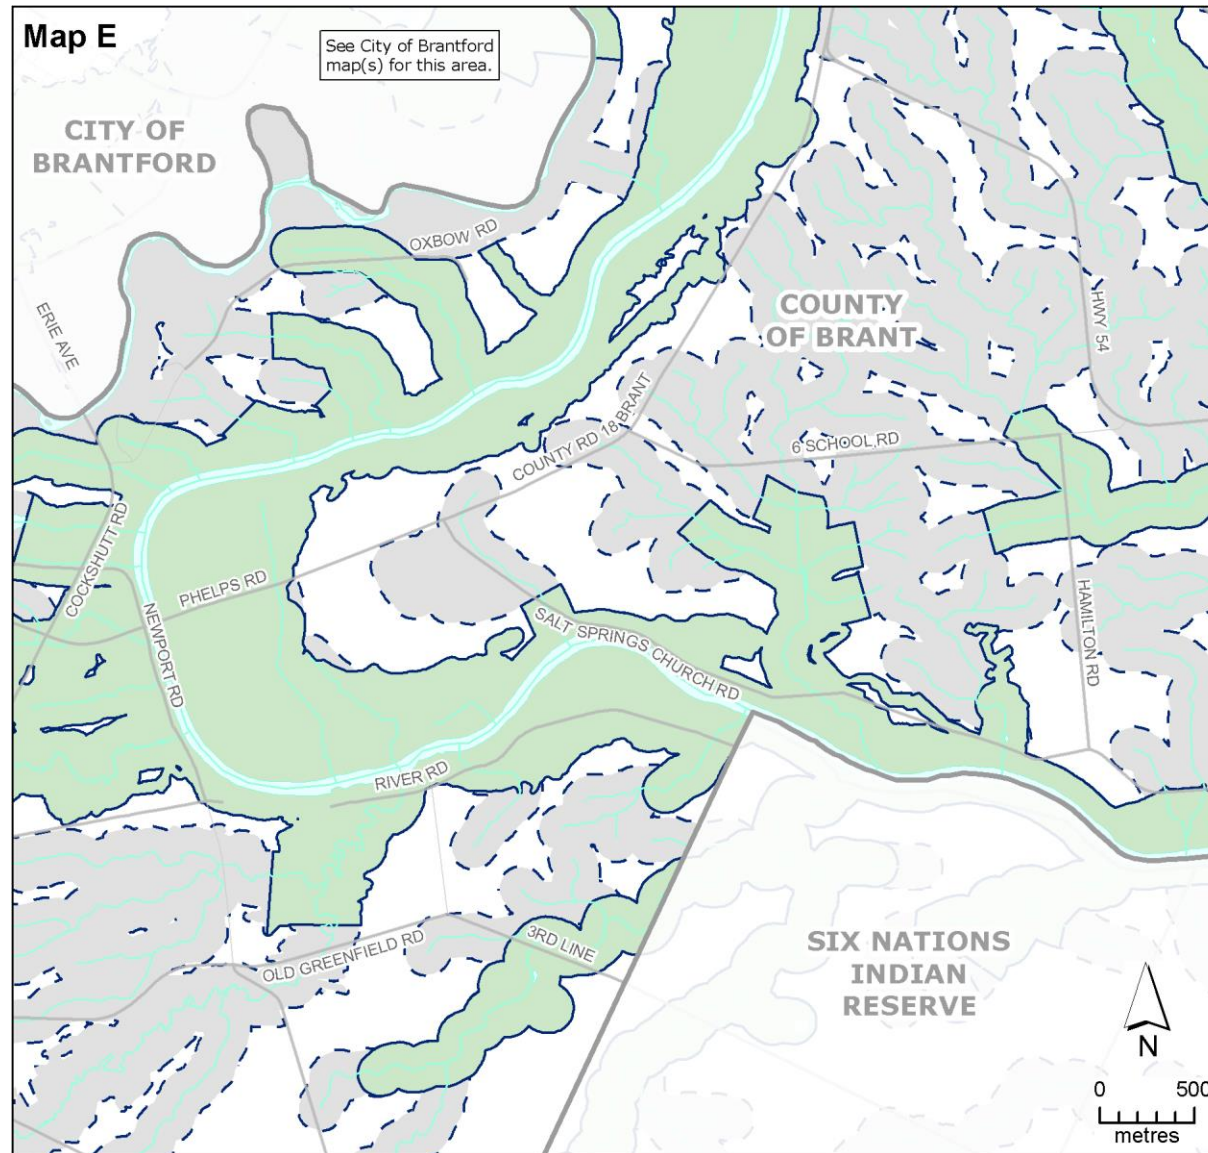 Map E
See City of Brantford
map(s) for this area.
CITY OF
BRANTFORD
OXBOW RD
ERIE AVE
COUNTY
OF BRANT
HWY 54
COUNTY RD 18 BRANT
6 SCHOOL RD
COCKSHUTT RD
PHELPS RD
NEWPORT RD
SALT SPRINGS CHURCH RD
HAMILTON RD
RIVER RD
3RD LINE
OLD GREENFIELD RD
SIX NATIONS
INDIAN
RESERVE
N
0 500
metres